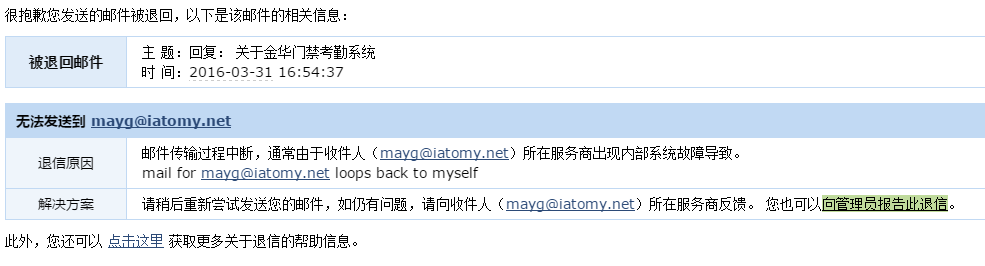 很抱歉您发送的邮件被退回，以下是该邮件的相关信息：
被退回邮件
主 题：回复： 关于金华门禁考勤系统
时 间：2016-03-31 16:54:37
无法发送到 mayg@iatomy.net
退信原因
邮件传输过程中断，通常由于收件人（mayg@iatomy.net）所在服务商出现内部系统故障导致。
mail for mayg@iatomy.net loops back to myself
解决方案
请稍后重新尝试发送您的邮件，如仍有问题，请向收件人（mayg@iatomy.net）所在服务商反馈。 您也可以向管理员报告此退信。
此外，您还可以 点击这里 获取更多关于退信的帮助信息。